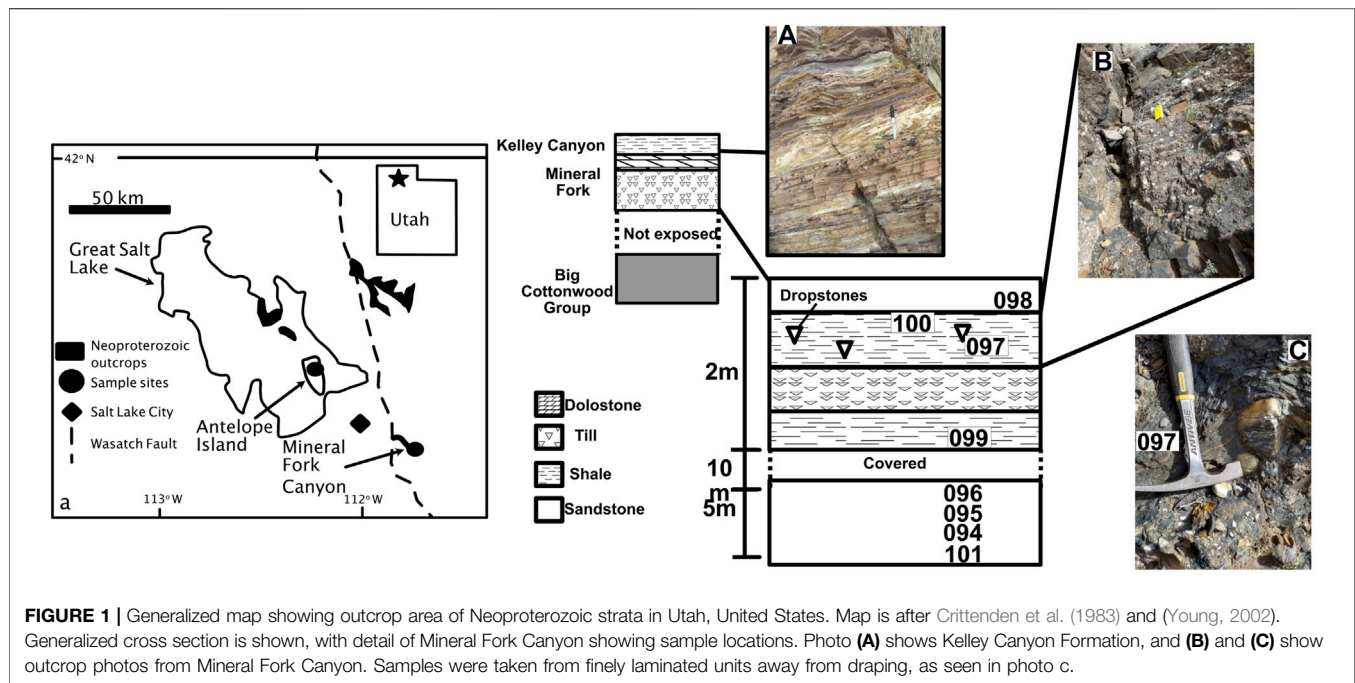 42° N
50 km
Utah
Great Salt
Lake
Neoproterozoic
outcrops
Sample sites
Salt Lake City
Wasatch Fault
Antelope
Island
Mineral
Fork
Canyon
a
113° W
112° W
Kelley Canyon
Mineral
Fork
Not exposed
Big
Cottonwood
Group
Dolostone
Till
Shale
Sandstone
A
B
Dropstones
098
100
097
2m
099
10
m
Covered
5m
096
095
094
101
C
097
ANTIVIBE
FIGURE 1 | Generalized map showing outcrop area of Neoproterozoic strata in Utah, United States. Map is after Crittenden et al. (1983) and (Young, 2002).
Generalized cross section is shown, with detail of Mineral Fork Canyon showing sample locations. Photo (A) shows Kelley Canyon Formation, and (B) and (C) show
outcrop photos from Mineral Fork Canyon. Samples were taken from finely laminated units away from draping, as seen in photo c.